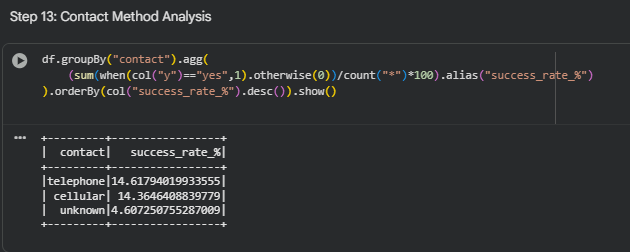 Step 13: Contact Method Analysis
df.groupBy("contact").agg(
    (sum(when(col("y")=="yes",1).otherwise(0))/count("*")*100).alias("success_rate_%")
).orderBy(col("success_rate_%").desc()).show()
+---------+-----------------+
|  contact|   success_rate_%|
+---------+-----------------+
|telephone|14.61794019933555|
| cellular| 14.3646408839779|
|  unknown|4.607250755287009|
+---------+-----------------+